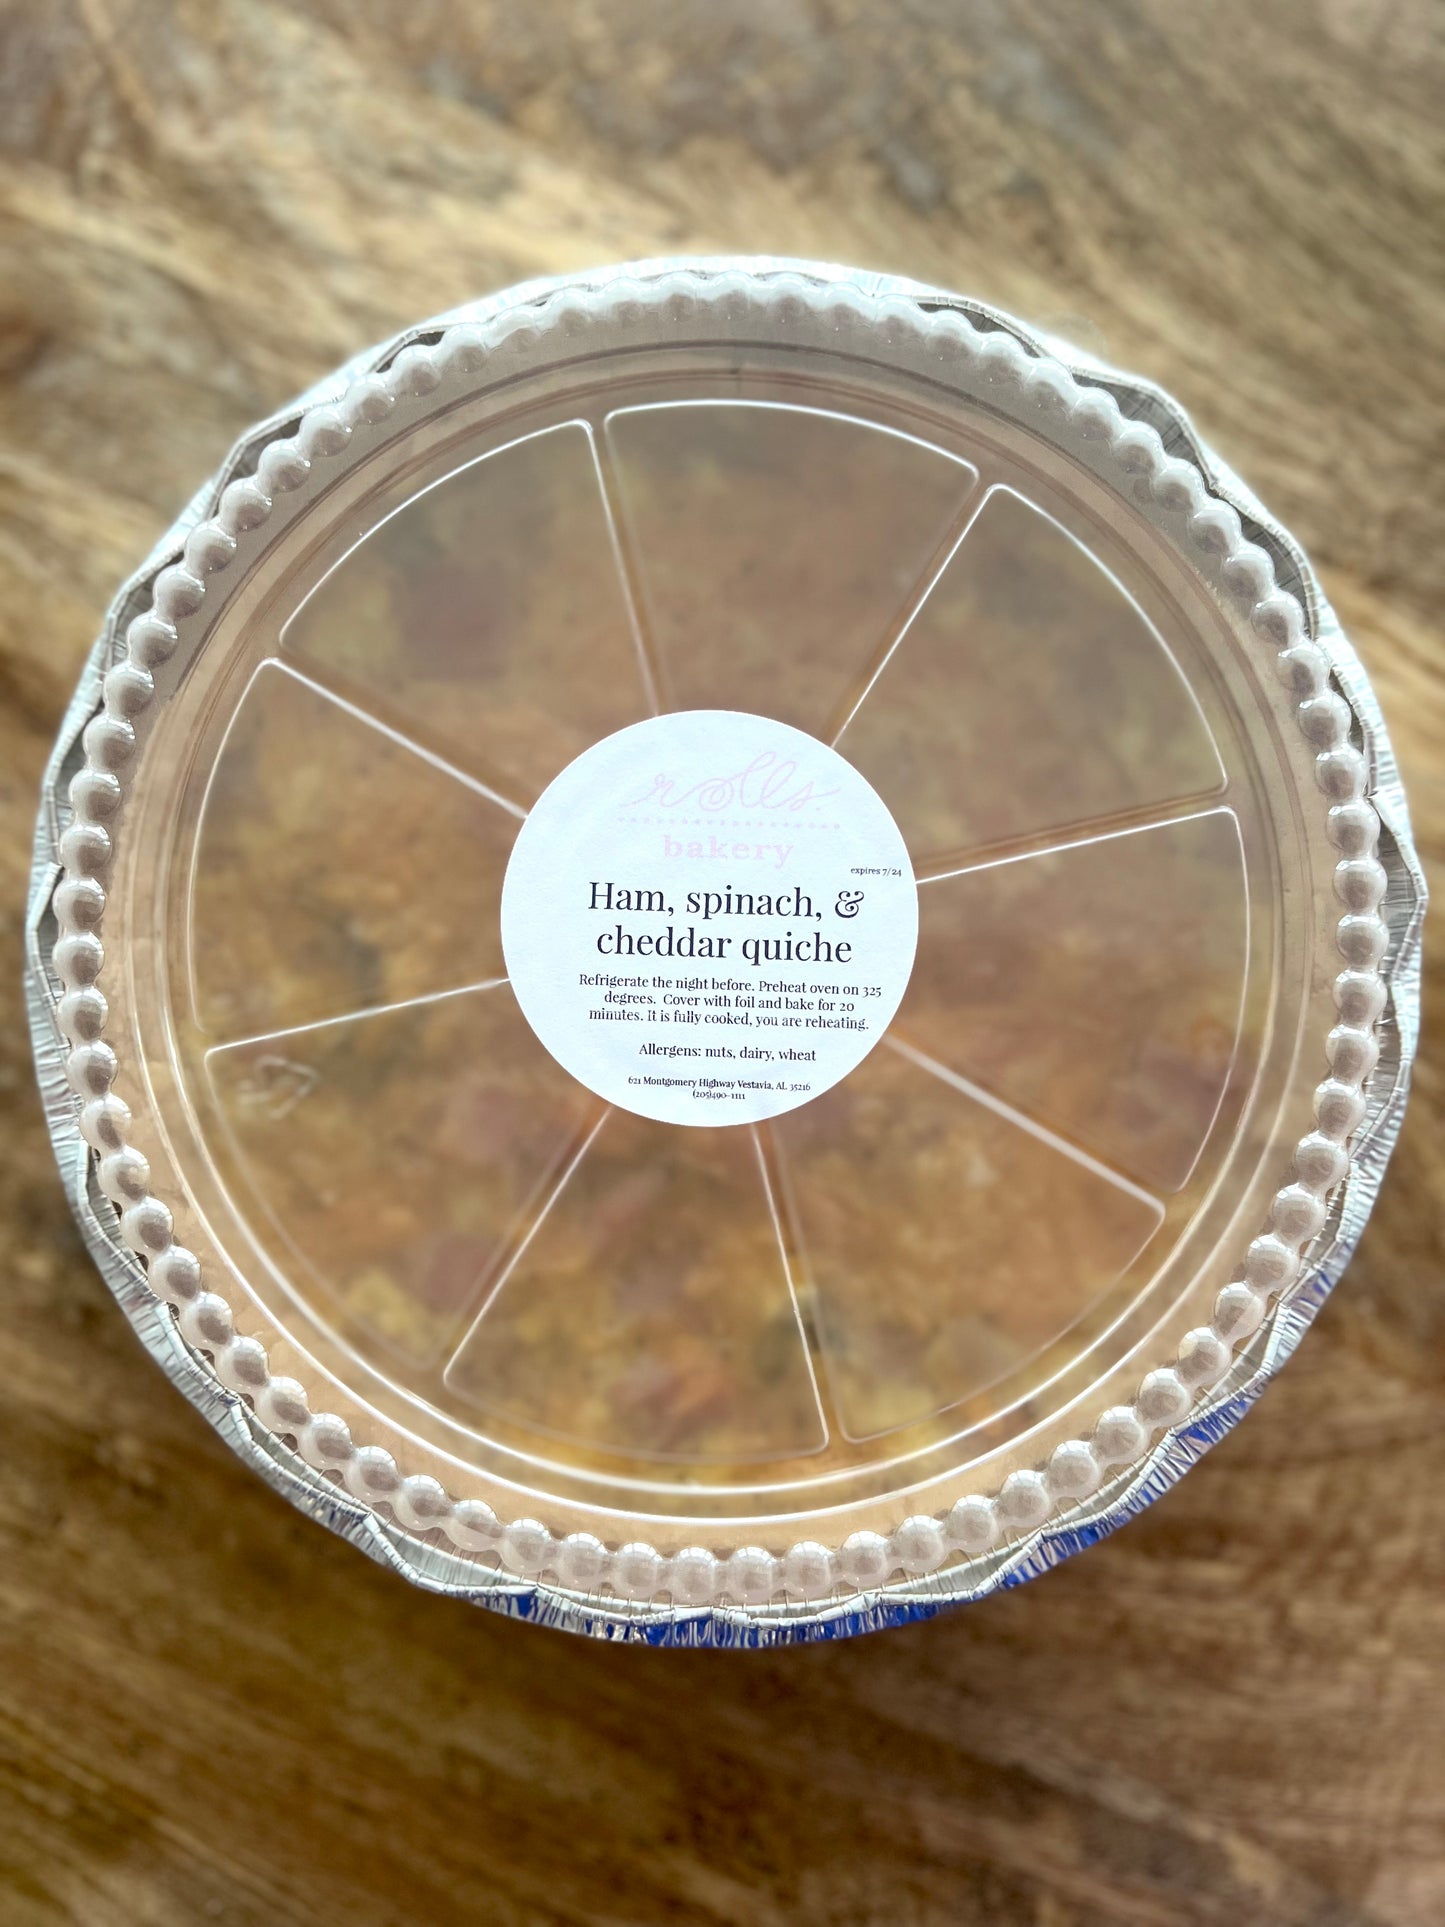 rolls.
bakery
expires 7/24
Ham, spinach, &
cheddar quiche
Refrigerate the night before. Preheat oven on 325
degrees. Cover with foil and bake for 20
minutes. It is fully cooked, you are reheating.
Allergens: nuts, dairy, wheat
621 Montgomery Highway Vestavia, AL 35216
(205)490-1111